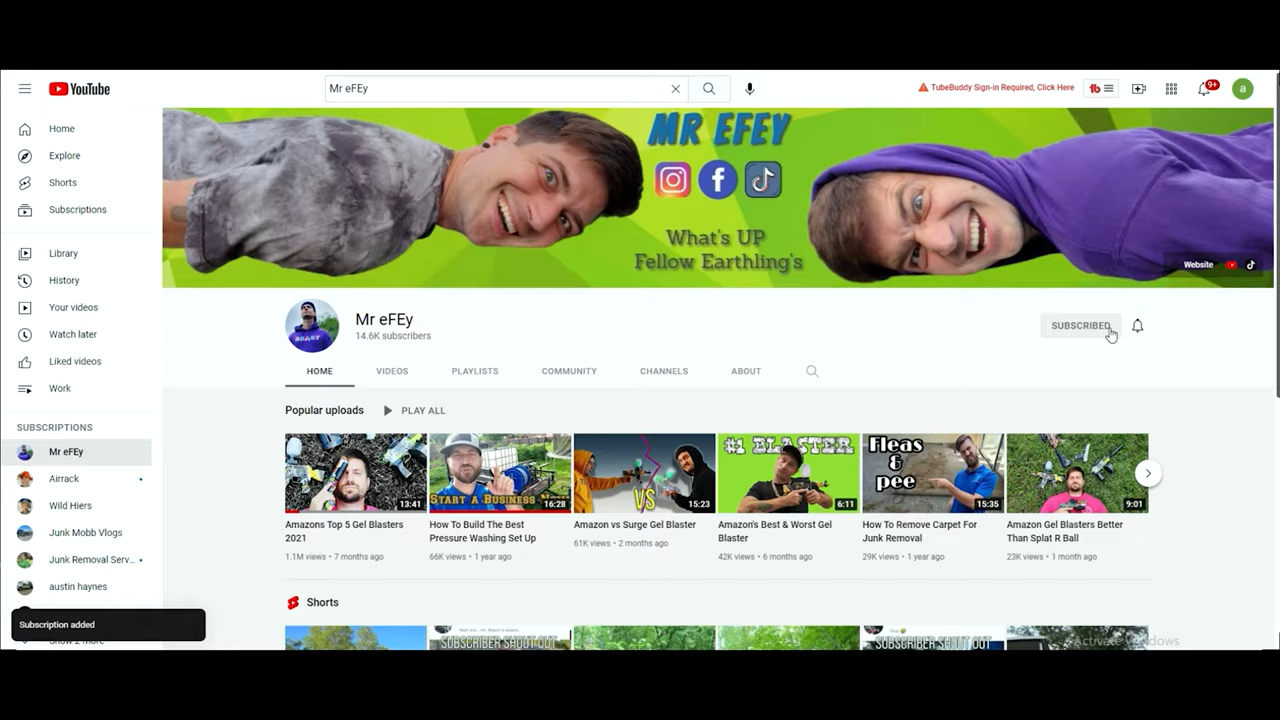 YouTube
Mr eFEy
TubeBuddy Sign-in Required, Click Here
tb
9+
a
Home
Explore
Shorts
Subscriptions
Library
History
Your videos
Watch later
Liked videos
Work
SUBSCRIPTIONS
Mr eFEy
Airrack
Wild Hiers
Junk Mobb Vlogs
Junk Removal Serv...
austin haynes
Subscription added
MR EFEY
What's UP
Fellow Earthling's
Website
Mr eFEy
14.6K subscribers
SUBSCRIBED
HOME VIDEOS PLAYLISTS COMMUNITY CHANNELS ABOUT
Popular uploads PLAY ALL
13:41
Amazons Top 5 Gel Blasters
2021
1.1M views • 7 months ago
START A BUSINESS NOW
16:28
How To Build The Best
Pressure Washing Set Up
66K views • 1 year ago
VS
15:23
Amazon vs Surge Gel Blaster
61K views • 2 months ago
#1 BLASTER
6:11
Amazon's Best & Worst Gel
Blaster
42K views • 6 months ago
Fleas
&
pee
15:35
How To Remove Carpet For
Junk Removal
29K views • 1 year ago
9:01
Amazon Gel Blasters Better
Than Splat R Ball
23K views • 1 month ago
Shorts
SUBSCRIBER SHOUT OUT
SUBSCRIBER SHOUT OUT
Activate Windows